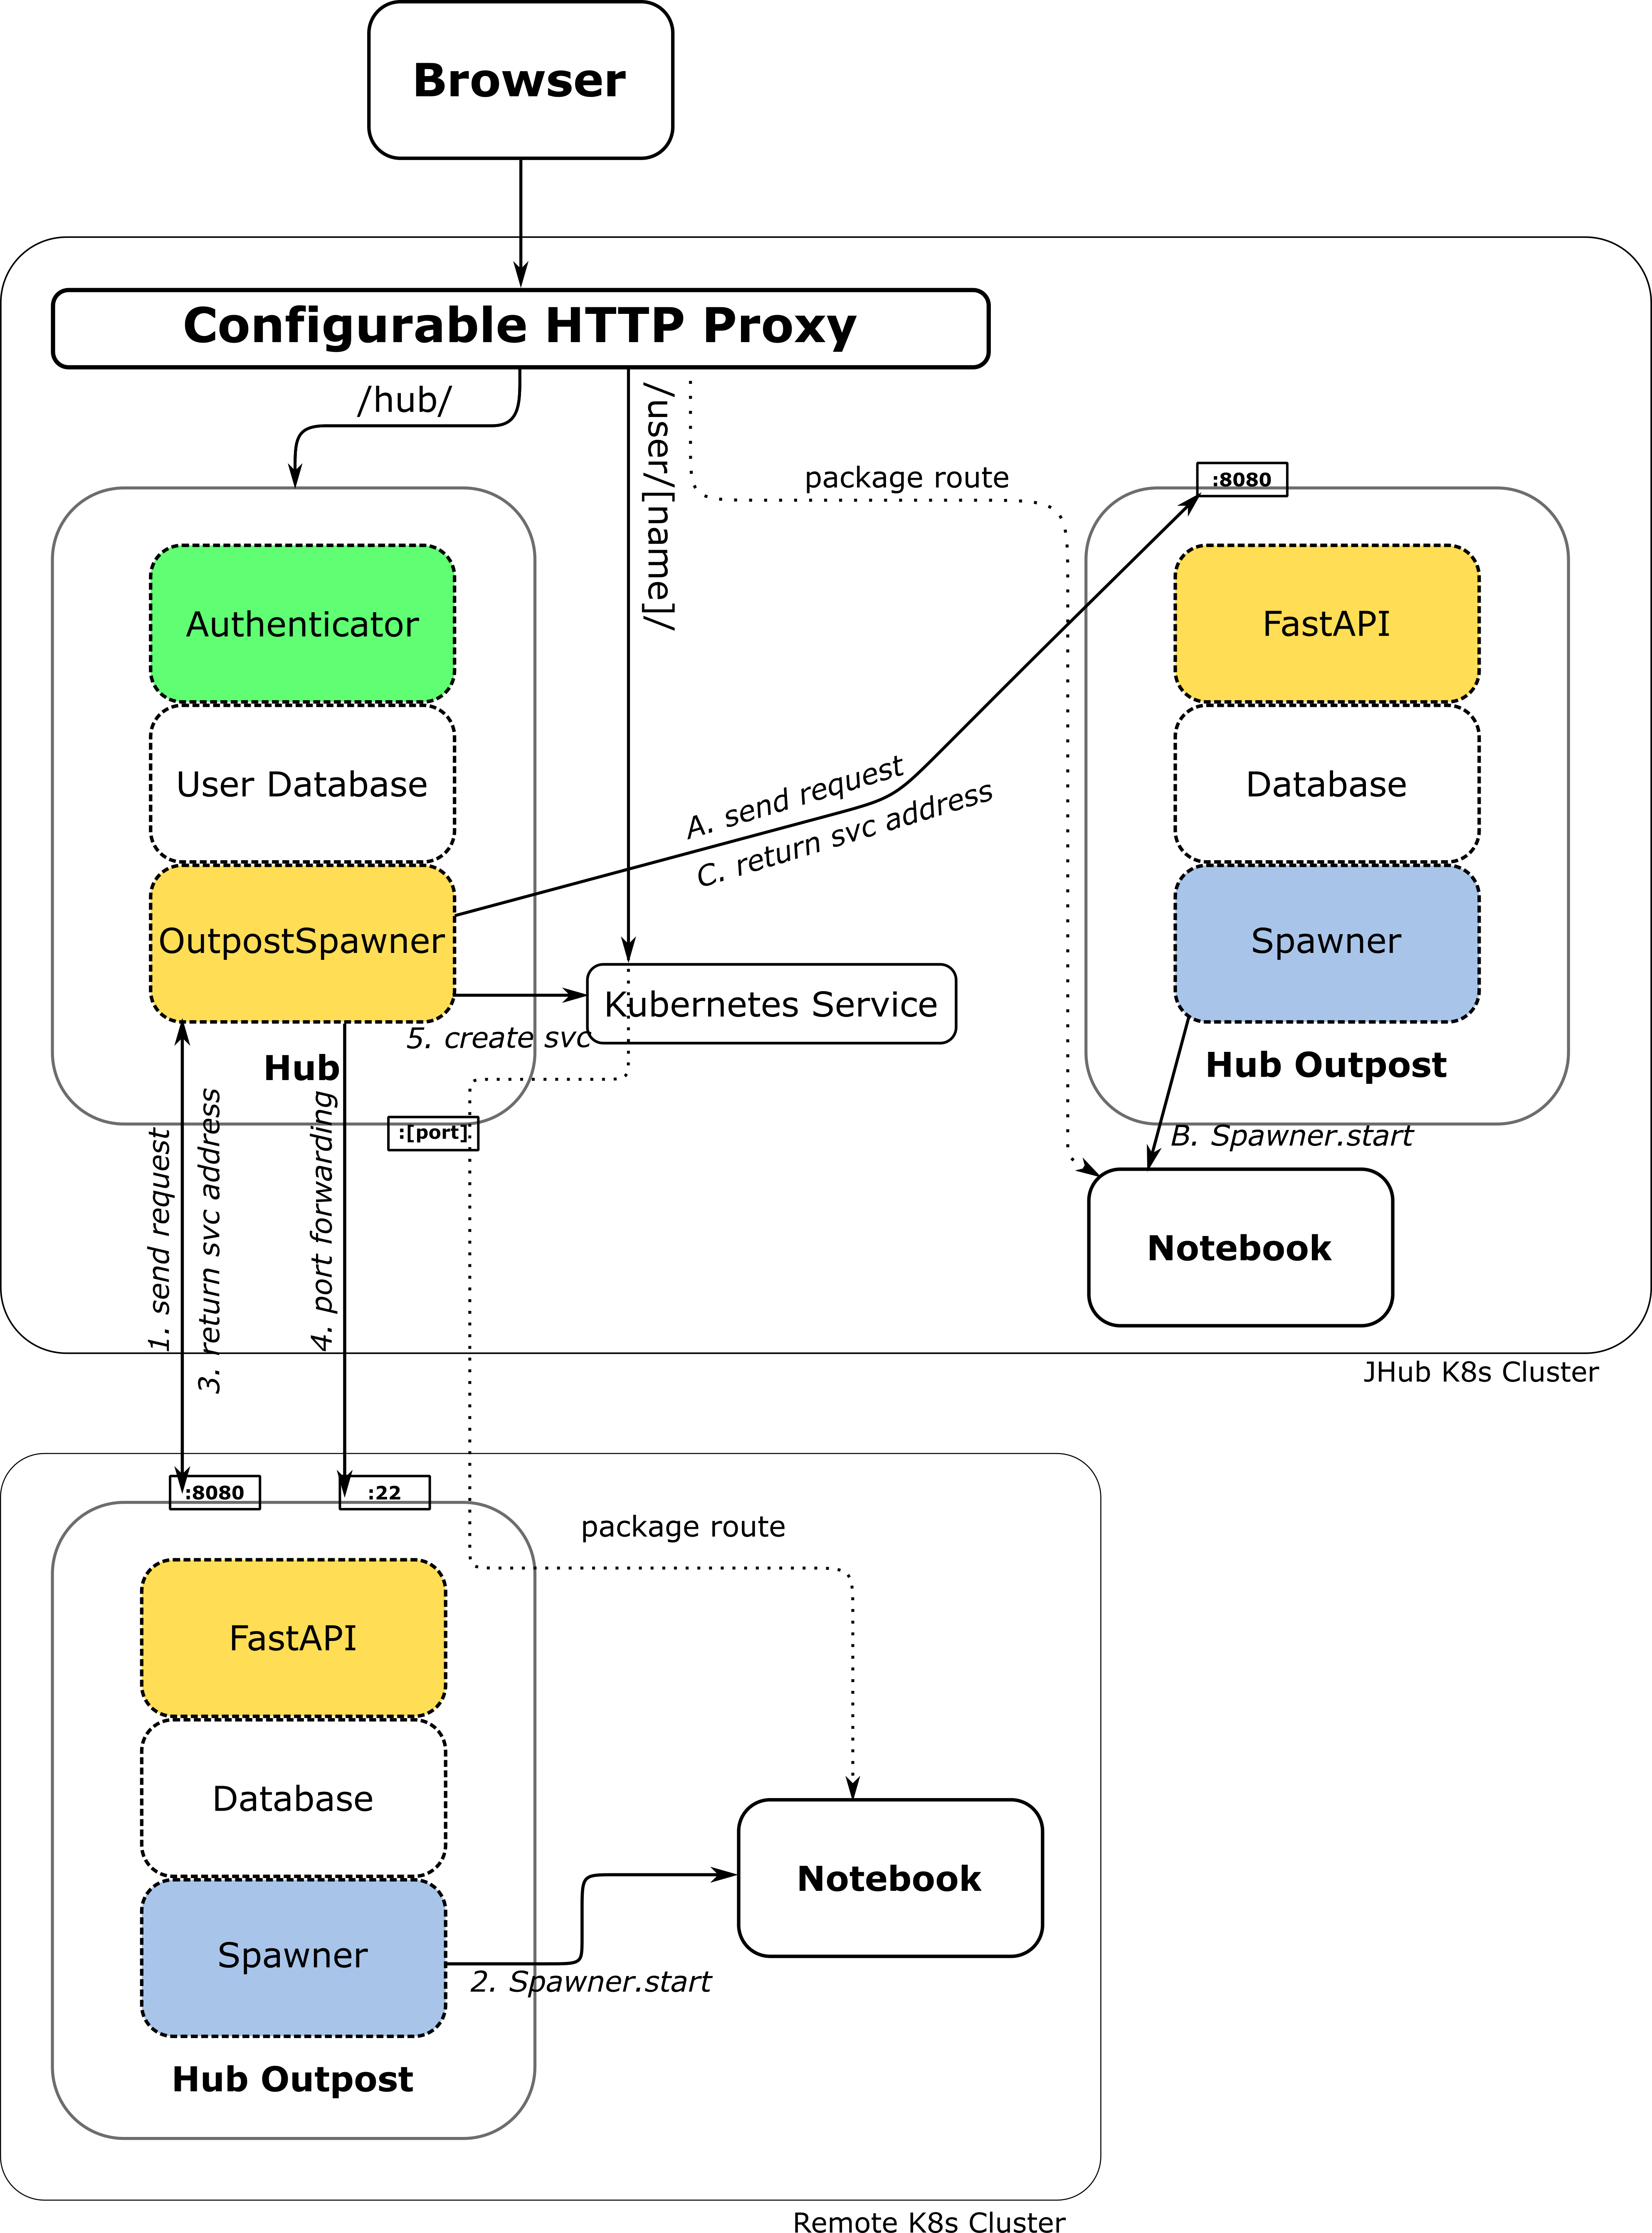 Browser
Configurable HTTP Proxy
/hub/
/user/[name]/
package route
:8080
Authenticator
User Database
OutpostSpawner
Hub
:[port]
A. send request
C. return svc address
FastAPI
Database
Spawner
Hub Outpost
Kubernetes Service
5. create svc
B. Spawner.start
Notebook
1. send request
3. return svc address
4. port forwarding
JHub K8s Cluster
:8080
:22
package route
FastAPI
Database
Spawner
Hub Outpost
2. Spawner.start
Notebook
Remote K8s Cluster